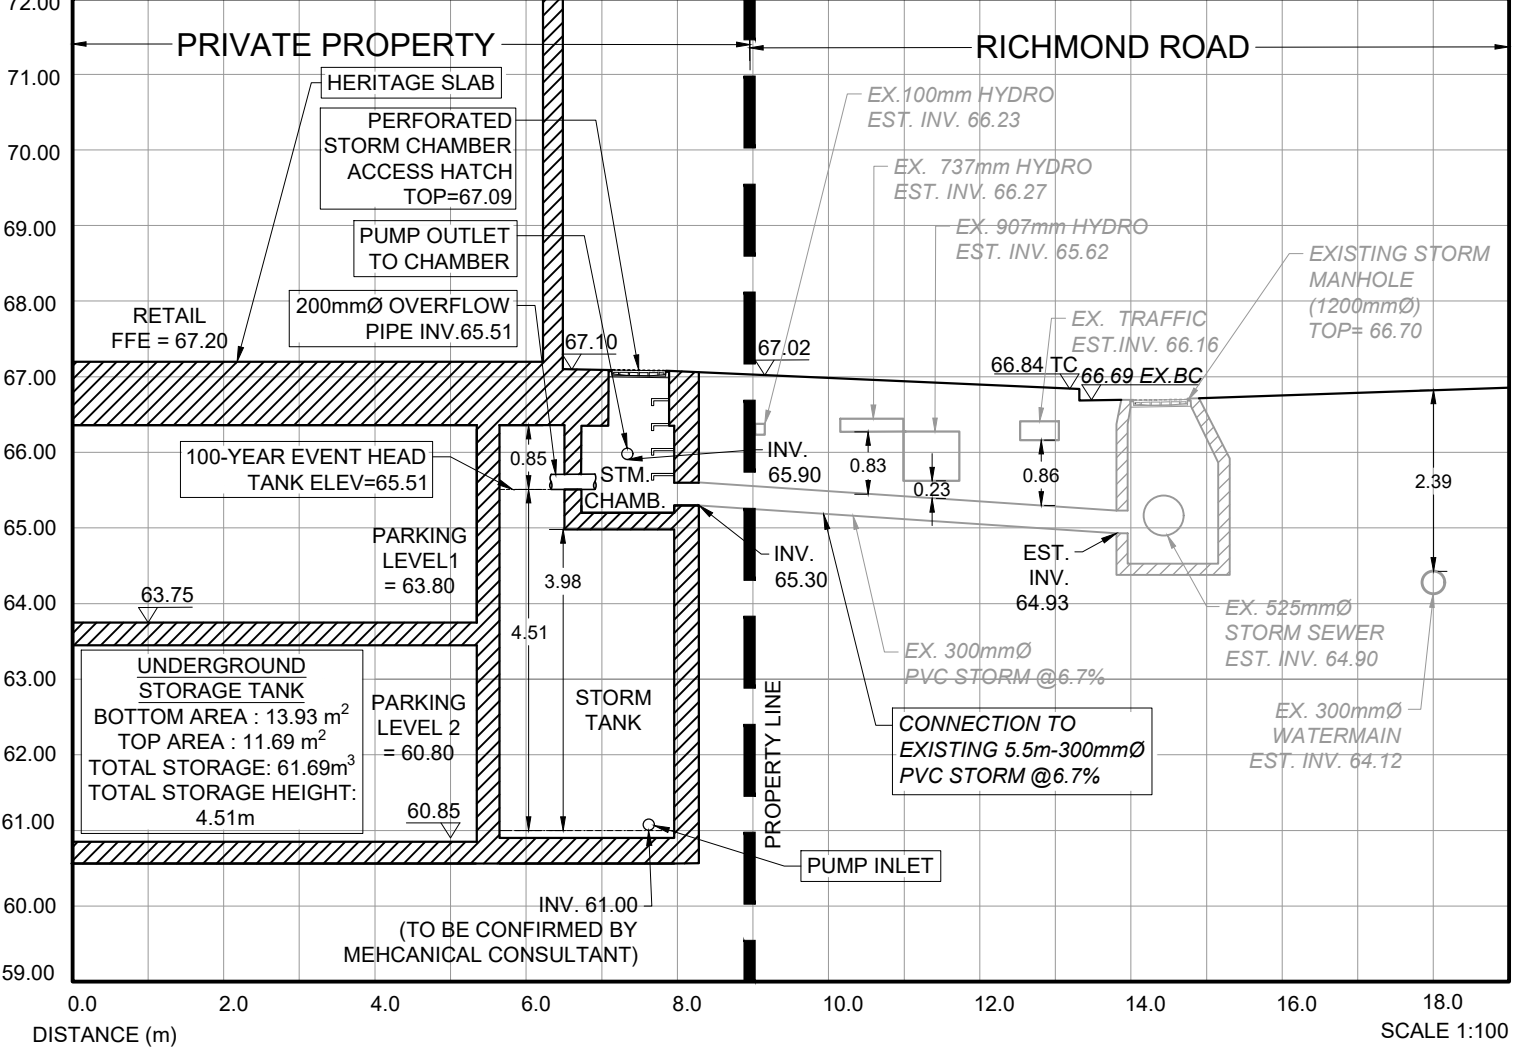 72.00
71.00
70.00
69.00
68.00
67.00
66.00
65.00
64.00
63.00
62.00
61.00
60.00
59.00
PRIVATE PROPERTY
RICHMOND ROAD
HERITAGE SLAB
PERFORATED
STORM CHAMBER
ACCESS HATCH
TOP=67.09
PUMP OUTLET
TO CHAMBER
200mmØ OVERFLOW
PIPE INV.65.51
RETAIL
FFE = 67.20
67.10
67.02
EX.100mm HYDRO
EST. INV. 66.23
EX. 737mm HYDRO
EST. INV. 66.27
EX. 907mm HYDRO
EST. INV. 65.62
EXISTING STORM
MANHOLE
(1200mmØ)
TOP= 66.70
EX. TRAFFIC
EST.INV. 66.16
66.84 TC
66.69 EX.BC
100-YEAR EVENT HEAD
TANK ELEV=65.51
0.85
STM.
CHAMB.
INV.
65.90
0.83
0.23
0.86
2.39
PARKING
LEVEL1
= 63.80
3.98
4.51
INV.
65.30
EST.
INV.
64.93
63.75
EX. 525mmØ
STORM SEWER
EST. INV. 64.90
EX. 300mmØ
PVC STORM @6.7%
UNDERGROUND
STORAGE TANK
BOTTOM AREA : 13.93 m²
TOP AREA : 11.69 m²
TOTAL STORAGE: 61.69m³
TOTAL STORAGE HEIGHT:
4.51m
PARKING
LEVEL 2
= 60.80
60.85
STORM
TANK
PROPERTY LINE
CONNECTION TO
EXISTING 5.5m-300mmØ
PVC STORM @6.7%
EX. 300mmØ
WATERMAIN
EST. INV. 64.12
PUMP INLET
INV. 61.00
(TO BE CONFIRMED BY
MEHCANICAL CONSULTANT)
0.0 2.0 4.0 6.0 8.0 10.0 12.0 14.0 16.0 18.0
DISTANCE (m)
SCALE 1:100